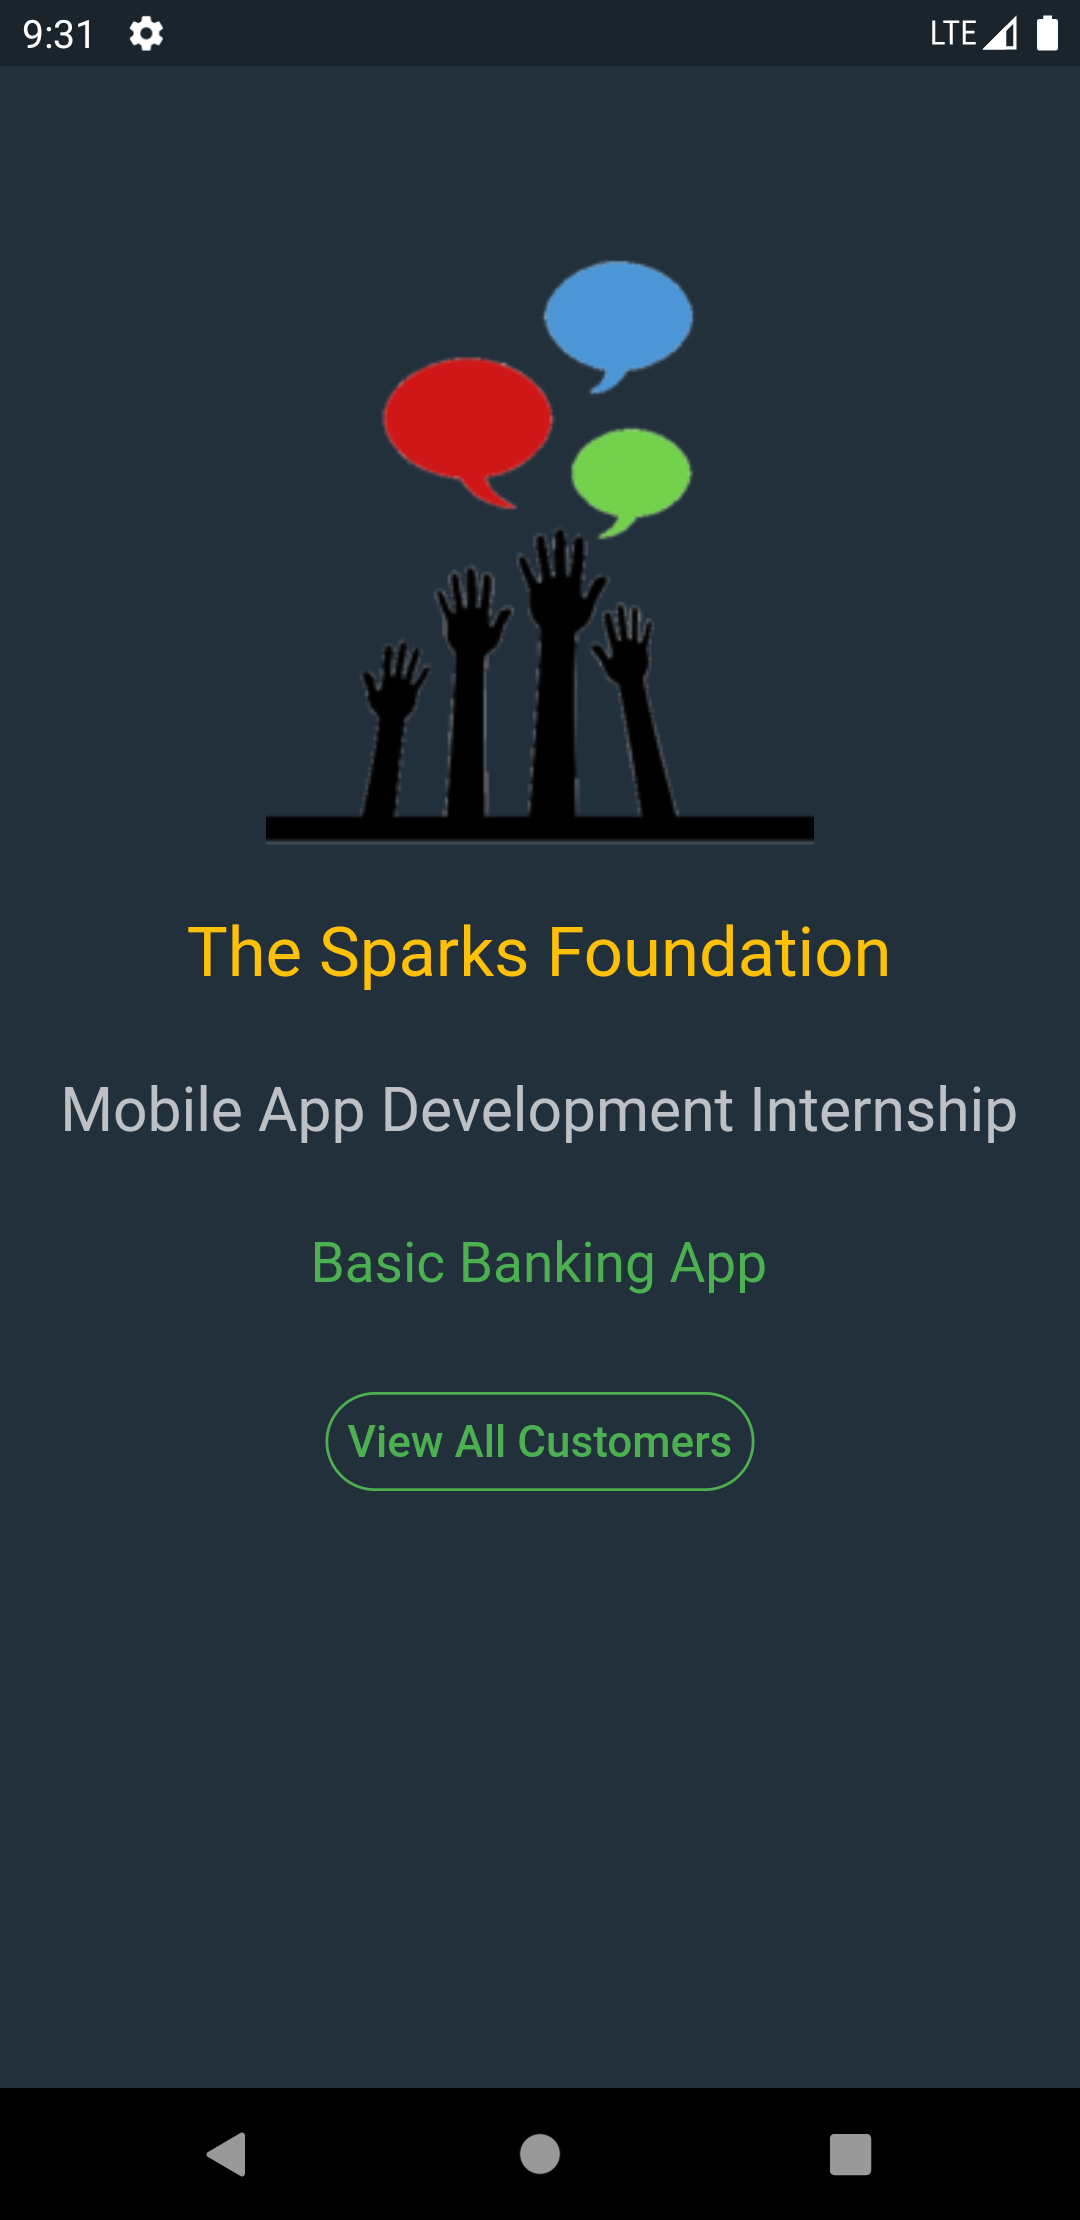 9:31 LTE
The Sparks Foundation
Mobile App Development Internship
Basic Banking App
View All Customers